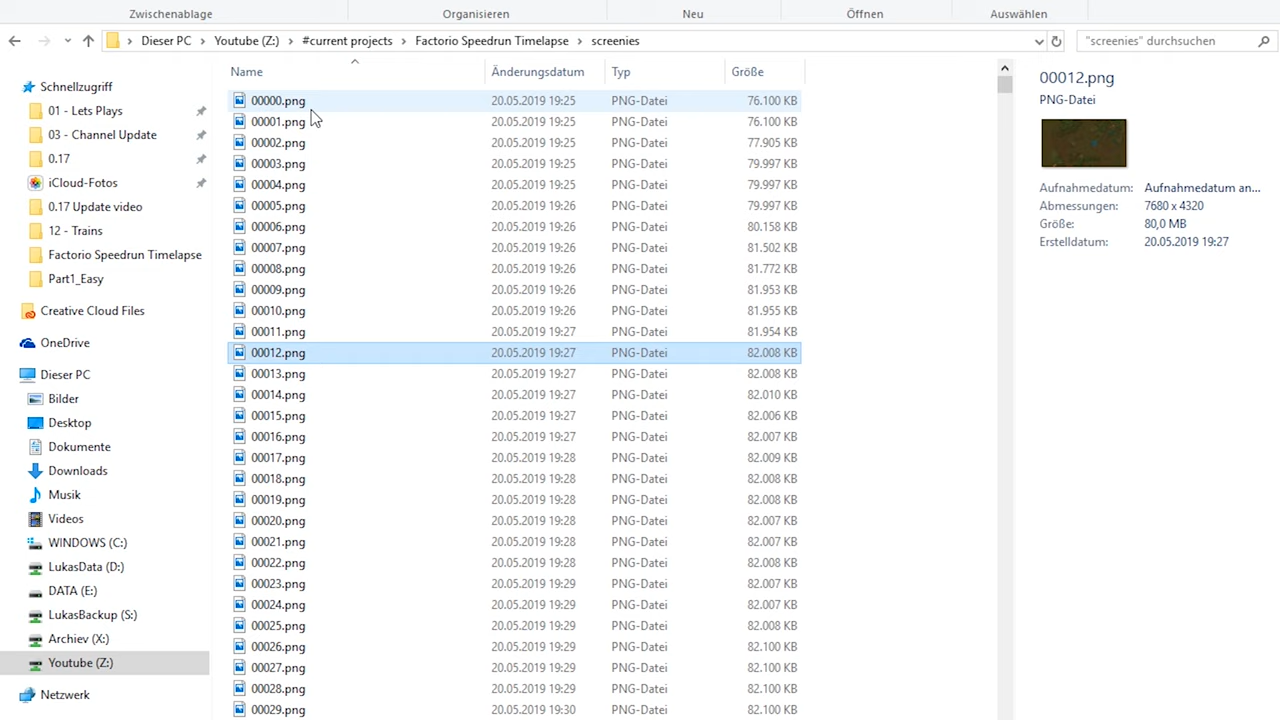 Zwischenablage Organisieren Neu Öffnen Auswählen
Dieser PC Youtube (Z:) #current projects Factorio Speedrun Timelapse screenies "screenies" durchsuchen
Schnellzugriff
01 - Lets Plays
03 - Channel Update
0.17
iCloud-Fotos
0.17 Update video
12 - Trains
Factorio Speedrun Timelapse
Part1_Easy
Creative Cloud Files
OneDrive
Dieser PC
Bilder
Desktop
Dokumente
Downloads
Musik
Videos
WINDOWS (C:)
LukasData (D:)
DATA (E:)
LukasBackup (S:)
Archiev (X:)
Youtube (Z:)
Netzwerk
Name Änderungsdatum Typ Größe
00000.png 20.05.2019 19:25 PNG-Datei 76.100 KB
00001.png 20.05.2019 19:25 PNG-Datei 76.100 KB
00002.png 20.05.2019 19:25 PNG-Datei 77.905 KB
00003.png 20.05.2019 19:25 PNG-Datei 79.997 KB
00004.png 20.05.2019 19:25 PNG-Datei 79.997 KB
00005.png 20.05.2019 19:25 PNG-Datei 79.997 KB
00006.png 20.05.2019 19:26 PNG-Datei 80.158 KB
00007.png 20.05.2019 19:26 PNG-Datei 81.502 KB
00008.png 20.05.2019 19:26 PNG-Datei 81.772 KB
00009.png 20.05.2019 19:26 PNG-Datei 81.953 KB
00010.png 20.05.2019 19:26 PNG-Datei 81.955 KB
00011.png 20.05.2019 19:27 PNG-Datei 81.954 KB
00012.png 20.05.2019 19:27 PNG-Datei 82.008 KB
00013.png 20.05.2019 19:27 PNG-Datei 82.008 KB
00014.png 20.05.2019 19:27 PNG-Datei 82.010 KB
00015.png 20.05.2019 19:27 PNG-Datei 82.006 KB
00016.png 20.05.2019 19:27 PNG-Datei 82.007 KB
00017.png 20.05.2019 19:28 PNG-Datei 82.009 KB
00018.png 20.05.2019 19:28 PNG-Datei 82.008 KB
00019.png 20.05.2019 19:28 PNG-Datei 82.008 KB
00020.png 20.05.2019 19:28 PNG-Datei 82.007 KB
00021.png 20.05.2019 19:28 PNG-Datei 82.007 KB
00022.png 20.05.2019 19:28 PNG-Datei 82.008 KB
00023.png 20.05.2019 19:29 PNG-Datei 82.008 KB
00024.png 20.05.2019 19:29 PNG-Datei 82.008 KB
00025.png 20.05.2019 19:29 PNG-Datei 82.008 KB
00026.png 20.05.2019 19:29 PNG-Datei 82.100 KB
00027.png 20.05.2019 19:29 PNG-Datei 82.100 KB
00028.png 20.05.2019 19:29 PNG-Datei 82.100 KB
00029.png 20.05.2019 19:30 PNG-Datei 82.100 KB
00012.png
PNG-Datei
Aufnahmedatum: Aufnahmedatum an...
Abmessungen: 7680 x 4320
Größe: 80,0 MB
Erstelldatum: 20.05.2019 19:27